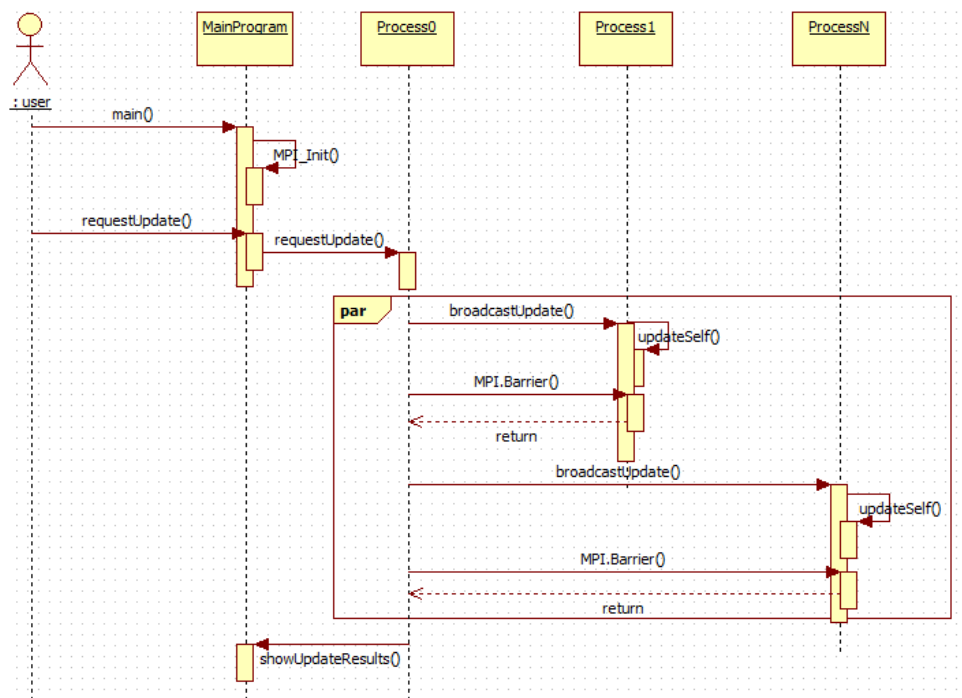 MainProgram
Process0
Process1
ProcessN
: user
main()
MPI_Init()
requestUpdate()
requestUpdate()
par
broadcastUpdate()
updateSelf()
MPI.Barrier()
return
broadcastUpdate()
updateSelf()
MPI.Barrier()
return
showUpdateResults()